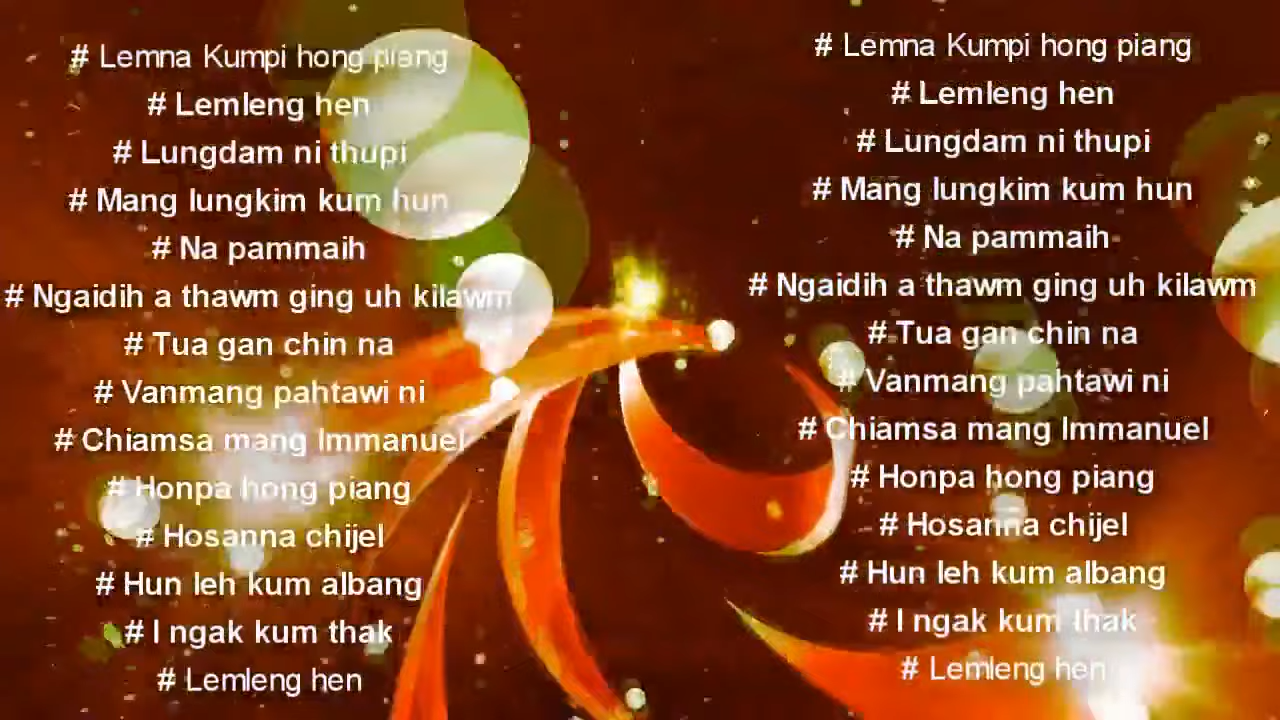 # Lemna Kumpi hong piang
# Lemleng hen
# Lungdam ni thupi
# Mang lungkim kum hun
# Na pammaih
# Ngaidih a thawm ging uh kilawm
# Tua gan chin na
# Vanmang pahtawi ni
# Chiamsa mang Immanuel
# Honpa hong piang
# Hosanna chijel
# Hun leh kum albang
# I ngak kum thak
# Lemleng hen
# Lemna Kumpi hong piang
# Lemleng hen
# Lungdam ni thupi
# Mang lungkim kum hun
# Na pammaih
# Ngaidih a thawm ging uh kilawm
# Tua gan chin na
# Vanmang pahtawi ni
# Chiamsa mang Immanuel
# Honpa hong piang
# Hosanna chijel
# Hun leh kum albang
# I ngak kum thak
# Lemleng hen